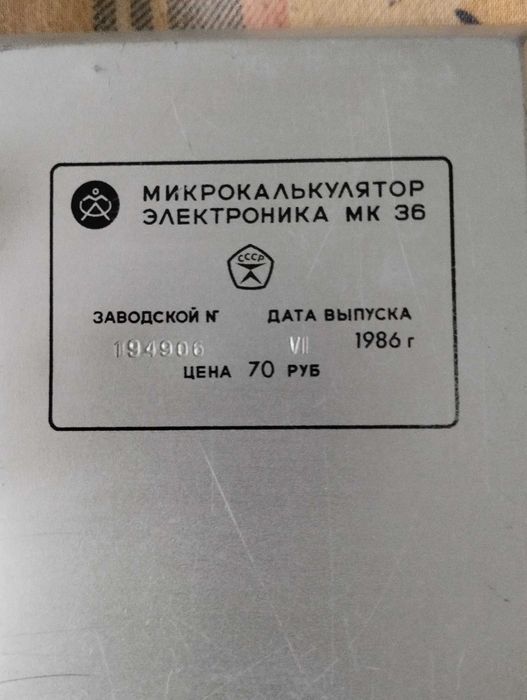 МИКРОКАЛЬКУЛЯТОР
ЭЛЕКТРОНИКА МК 36
СССР
ЗАВОДСКОЙ № ДАТА ВЫПУСКА
194906 VII 1986 г
ЦЕНА 70 РУБ